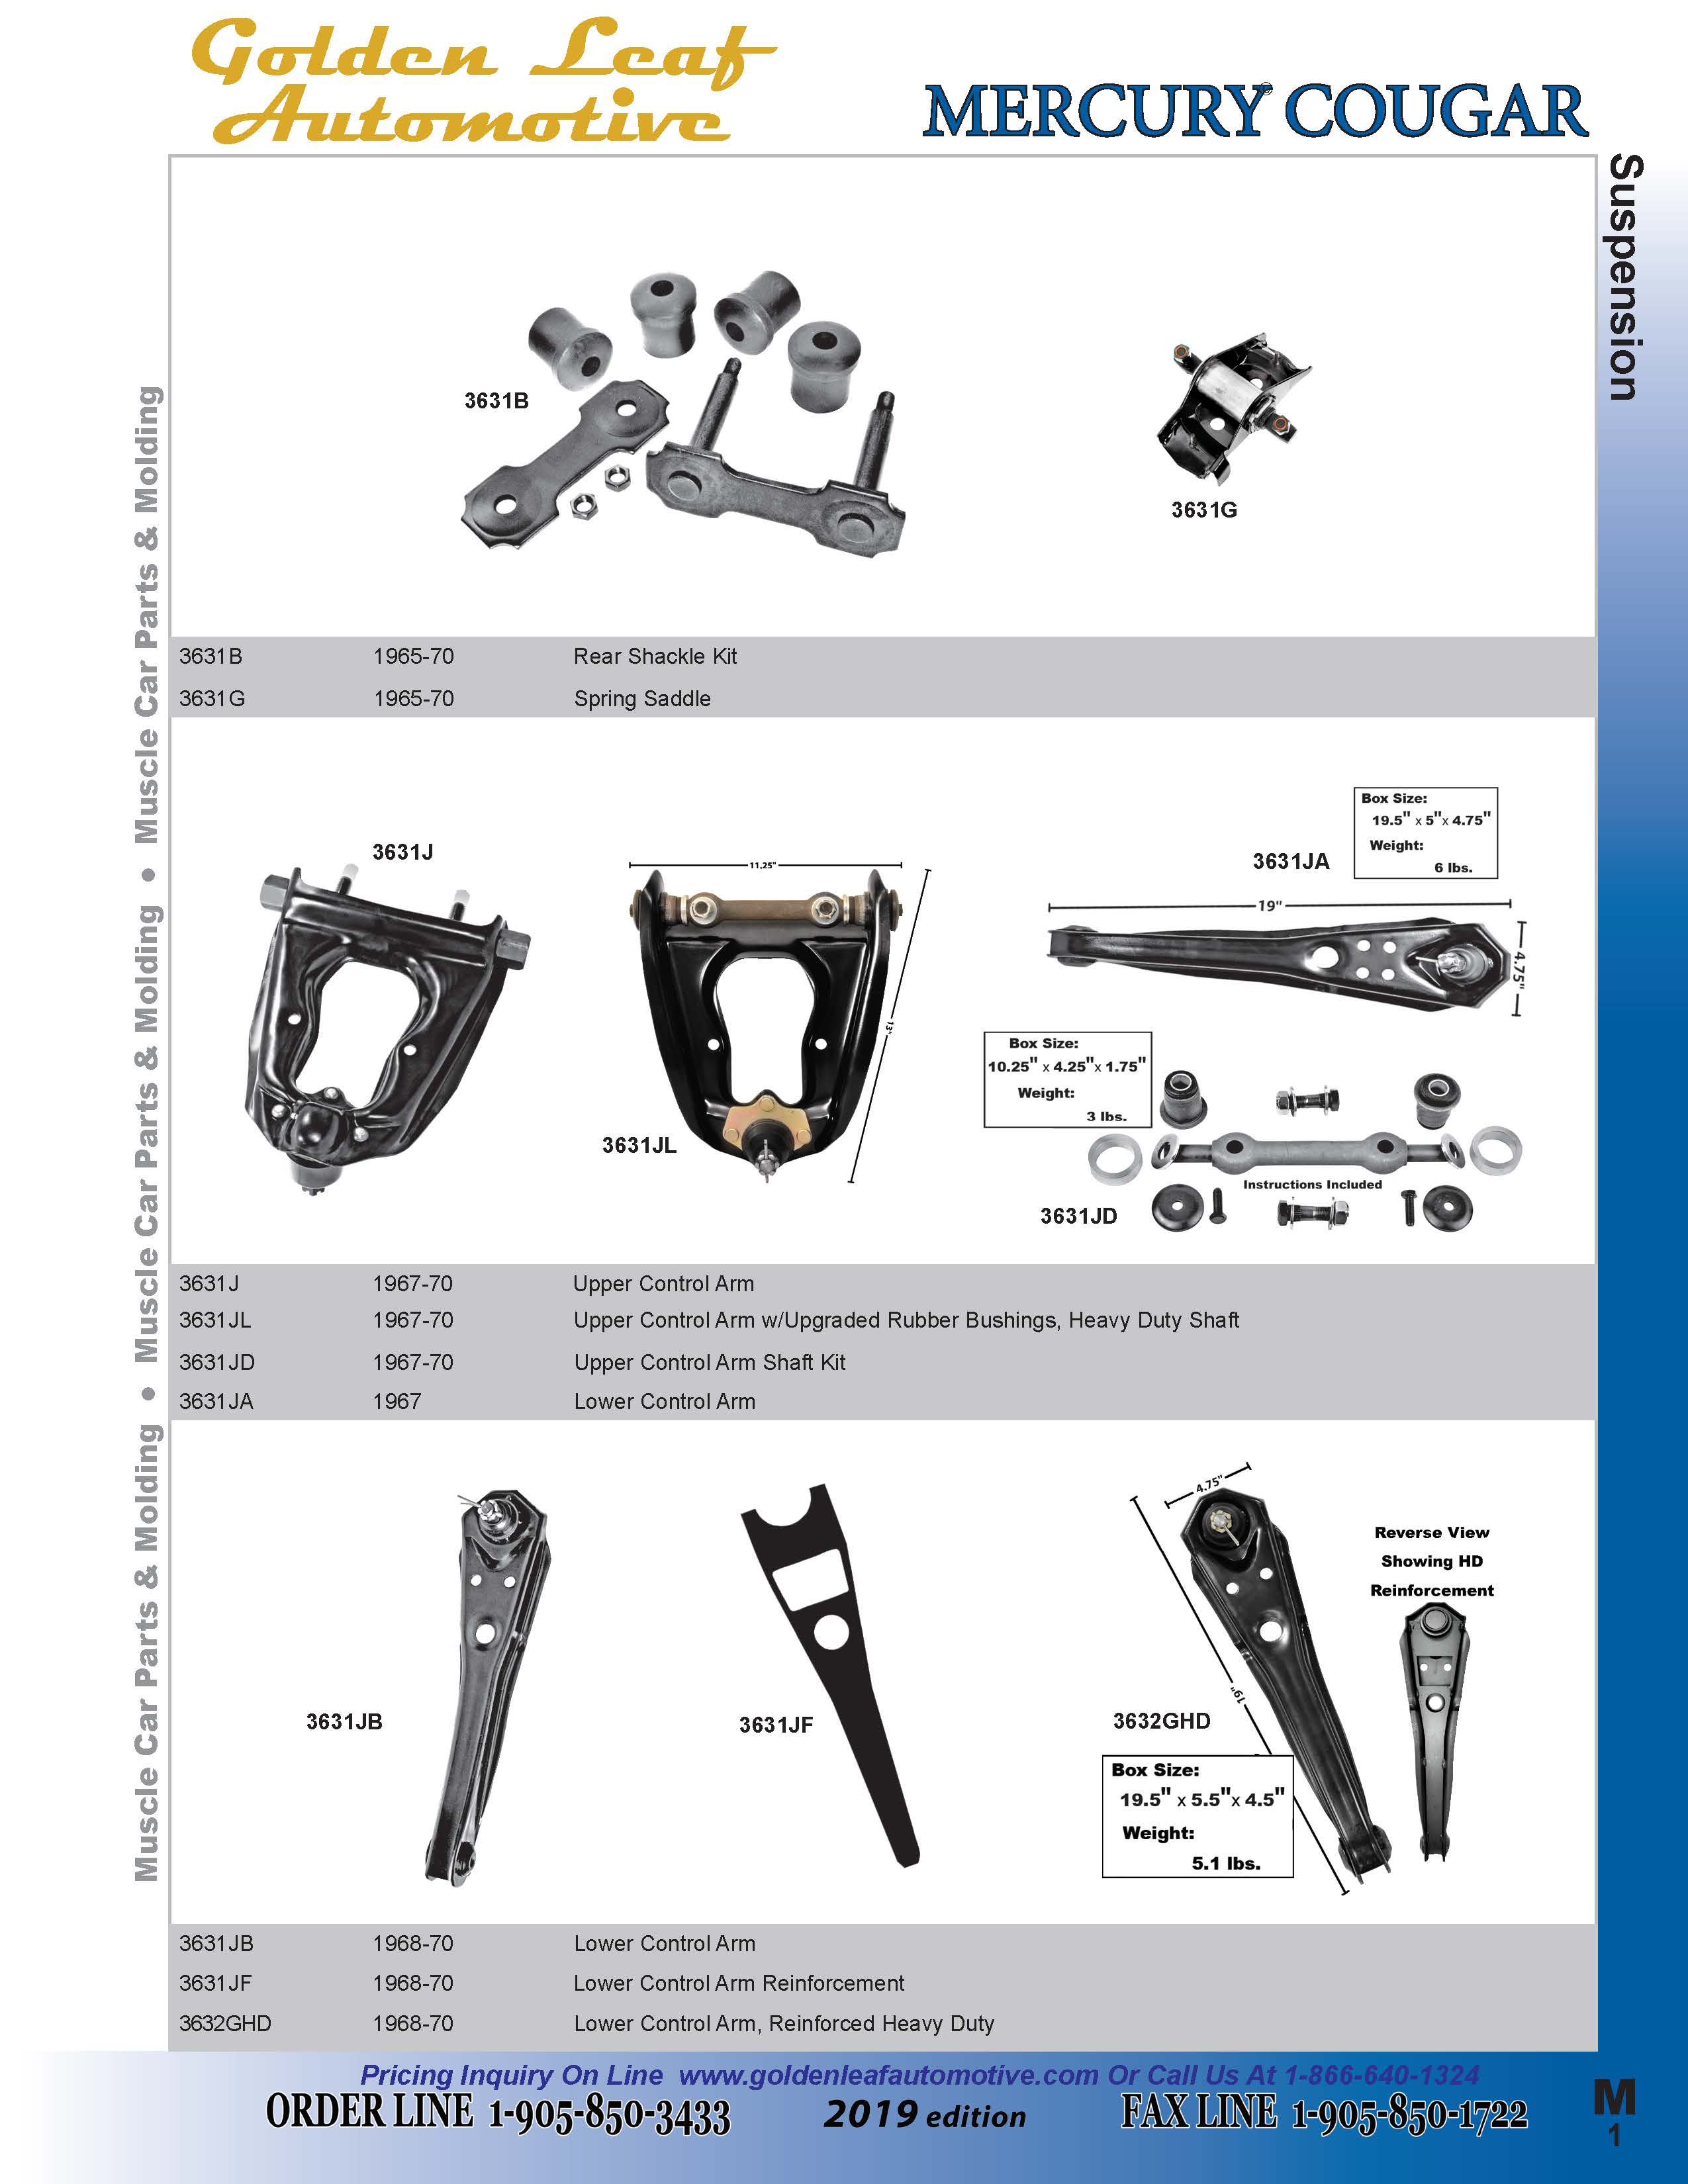 Golden Leaf
Automotive
MERCURY® COUGAR
Suspension
Muscle Car Parts & Molding • Muscle Car Parts & Molding • Muscle Car Parts & Molding
3631B
3631G
3631B 1965-70 Rear Shackle Kit
3631G 1965-70 Spring Saddle
3631J
11.25"
13"
3631JL
3631JA
Box Size:
19.5" x 5"x 4.75"
Weight:
6 lbs.
19"
4.75"
Box Size:
10.25" x 4.25"x 1.75"
Weight:
3 lbs.
Instructions Included
3631JD
3631J 1967-70 Upper Control Arm
3631JL 1967-70 Upper Control Arm w/Upgraded Rubber Bushings, Heavy Duty Shaft
3631JD 1967-70 Upper Control Arm Shaft Kit
3631JA 1967 Lower Control Arm
3631JB
3631JF
4.75"
19"
3632GHD
Reverse View
Showing HD
Reinforcement
Box Size:
19.5" x 5.5"x 4.5"
Weight:
5.1 lbs.
3631JB 1968-70 Lower Control Arm
3631JF 1968-70 Lower Control Arm Reinforcement
3632GHD 1968-70 Lower Control Arm, Reinforced Heavy Duty
Pricing Inquiry On Line www.goldenleafautomotive.com Or Call Us At 1-866-640-1324
ORDER LINE 1-905-850-3433 2019 edition FAX LINE 1-905-850-1722
M
1